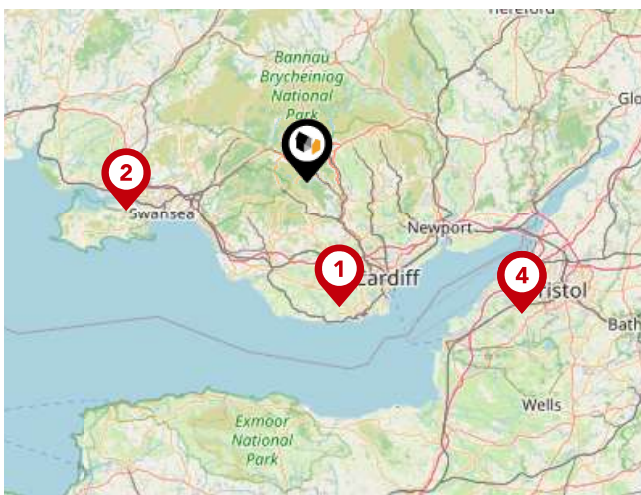 Hereford
Bannau
Brycheiniog
National
Park
Glo
2
Swansea
Newport
1
Cardiff
4
Bristol
Bath
Wells
Exmoor
National
Park